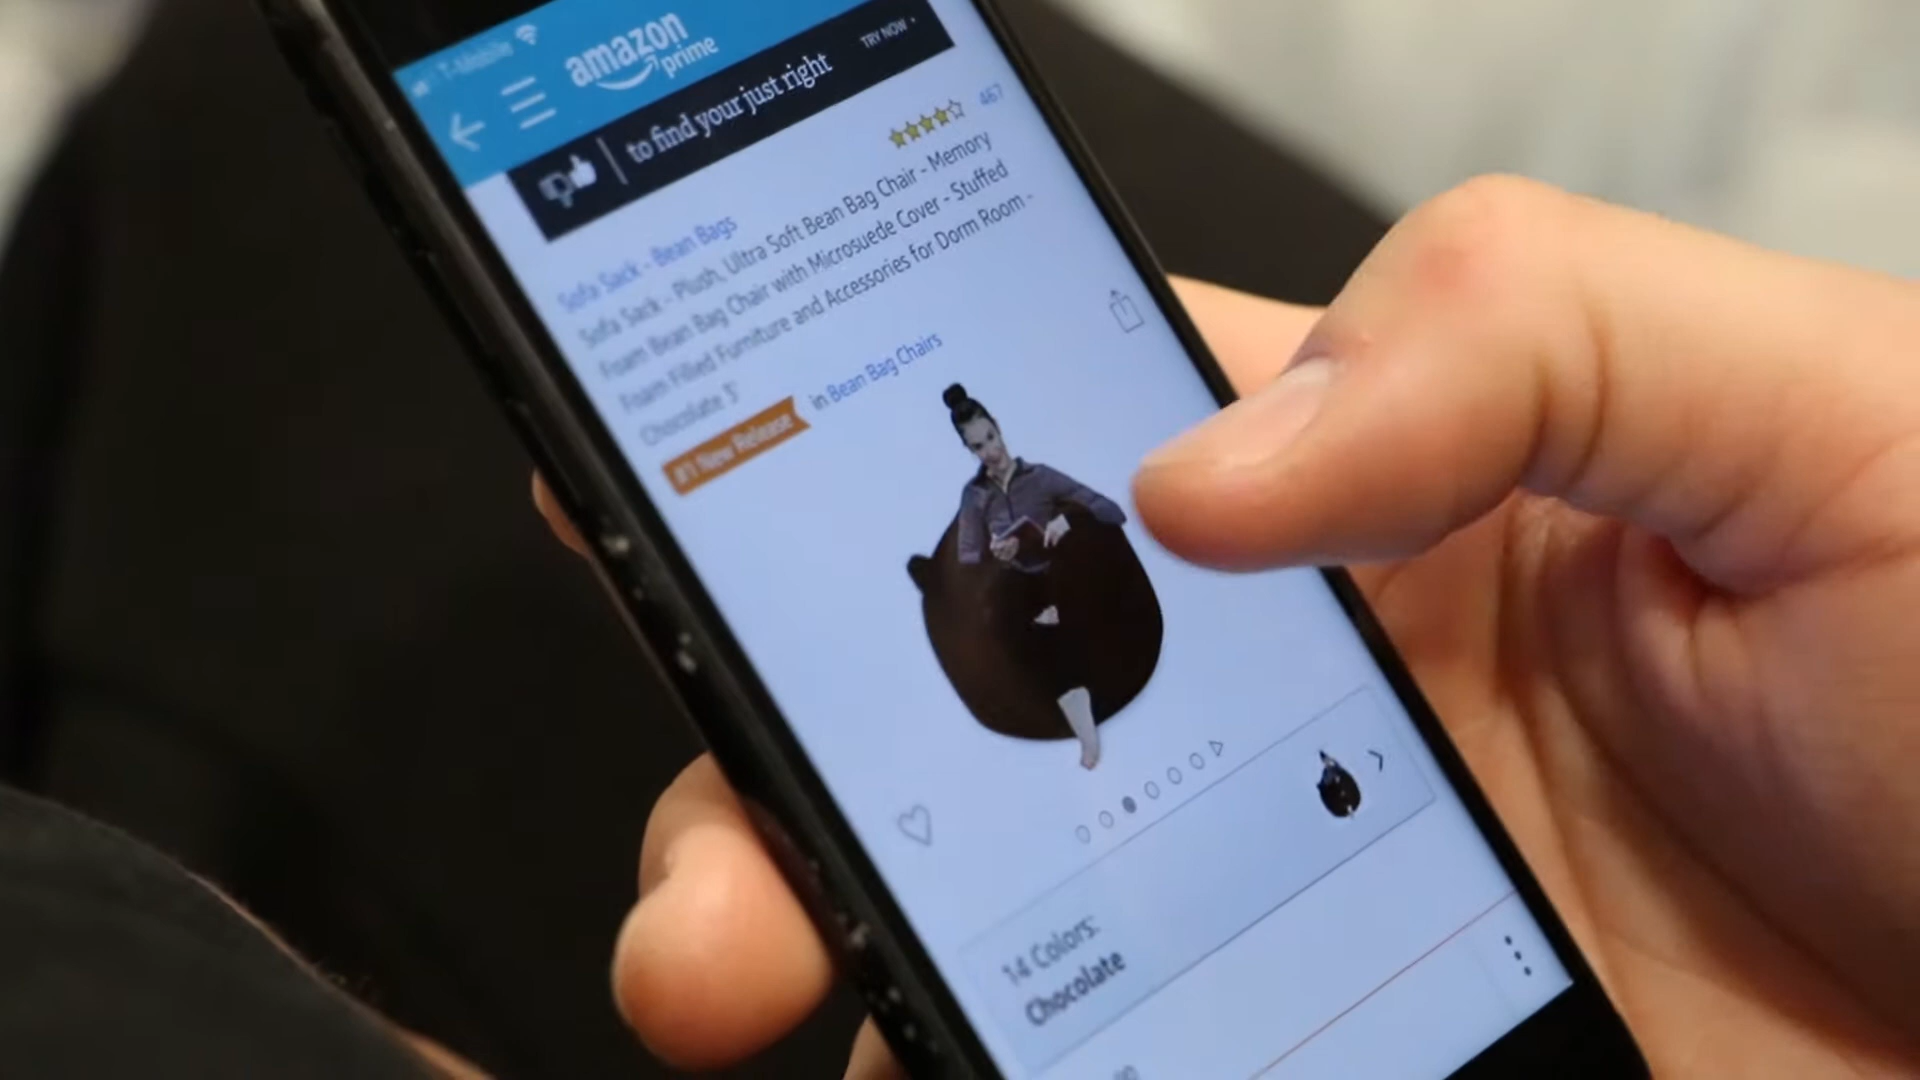 T-Mobile
amazon
prime
to find your just right
TRY NOW
467
Sofa Sack - Bean Bags
Sofa Sack - Plush, Ultra Soft Bean Bag Chair - Memory
Foam Bean Bag Chair with Microsuede Cover - Stuffed
Foam Filled Furniture and Accessories for Dorm Room -
Chocolate 3'
#1 New Release in Bean Bag Chairs
14 Colors:
Chocolate